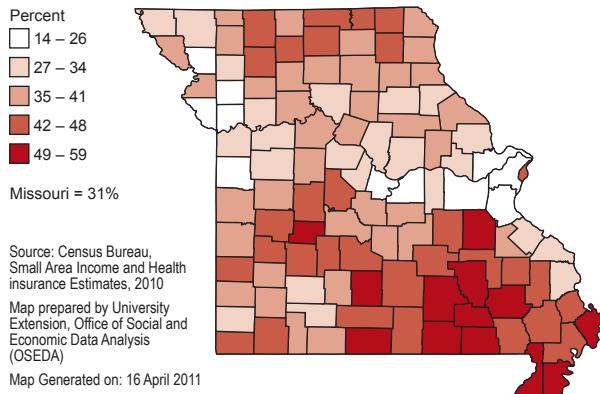 Percent
14 – 26
27 – 34
35 – 41
42 – 48
49 – 59
Missouri = 31%
Source: Census Bureau,
Small Area Income and Health
insurance Estimates, 2010
Map prepared by University
Extension, Office of Social and
Economic Data Analysis
(OSEDA)
Map Generated on: 16 April 2011